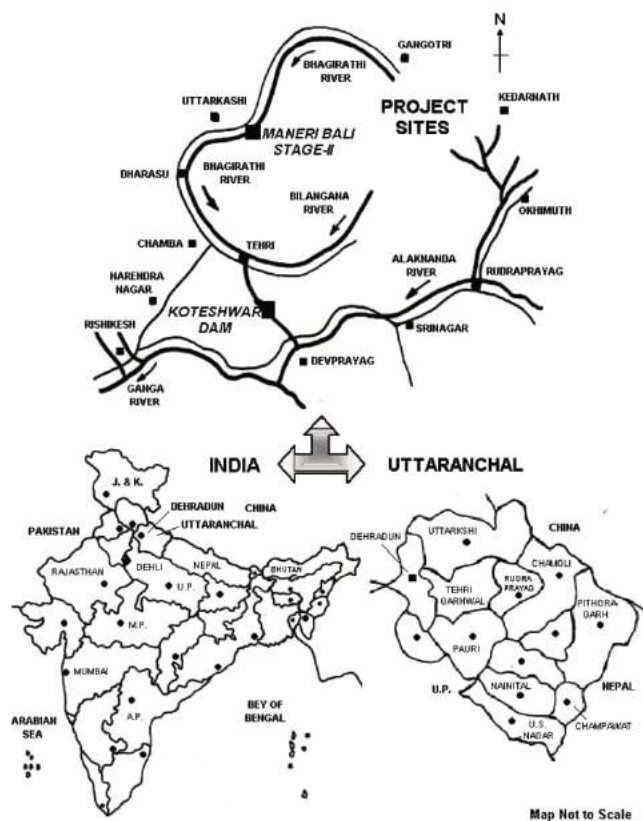 N
GANGOTRI
BHAGIRATHI
RIVER
KEDARNATH
PROJECT
SITES
UTTARKASHI
MANERI BALI
STAGE-II
BHAGIRATHI
RIVER
DHARASU
BILANGANA
RIVER
OKHIMUTH
CHAMBA
TEHRI
ALAKHANDA
RIVER
RUDRAPRAYAG
NARENDRA
NAGAR
KOTESHWAR
DAM
RISHIKESH
SRINAGAR
DEVPRAYAG
GANGA
RIVER
INDIA
UTTARANCHAL
J. & K.
DEHRADUN
CHINA
UTTARANCHAL
PAKISTAN
RAJASTHAN
DEHLI
NEPAL
BHUTAN
U.P.
M.P.
MUMBAI
A.P.
ARABIAN
SEA
BEY OF
BENGAL
DEHRADUN
UTTARKSHI
CHINA
CHAMOLI
TEHRI
GARHWAL
RUDRA
PRAYAG
PITHORA
GARH
PAURI
U.P.
NAINITAL
NEPAL
U.S.
NAGAR
CHAMPAWAT
Map Not to Scale